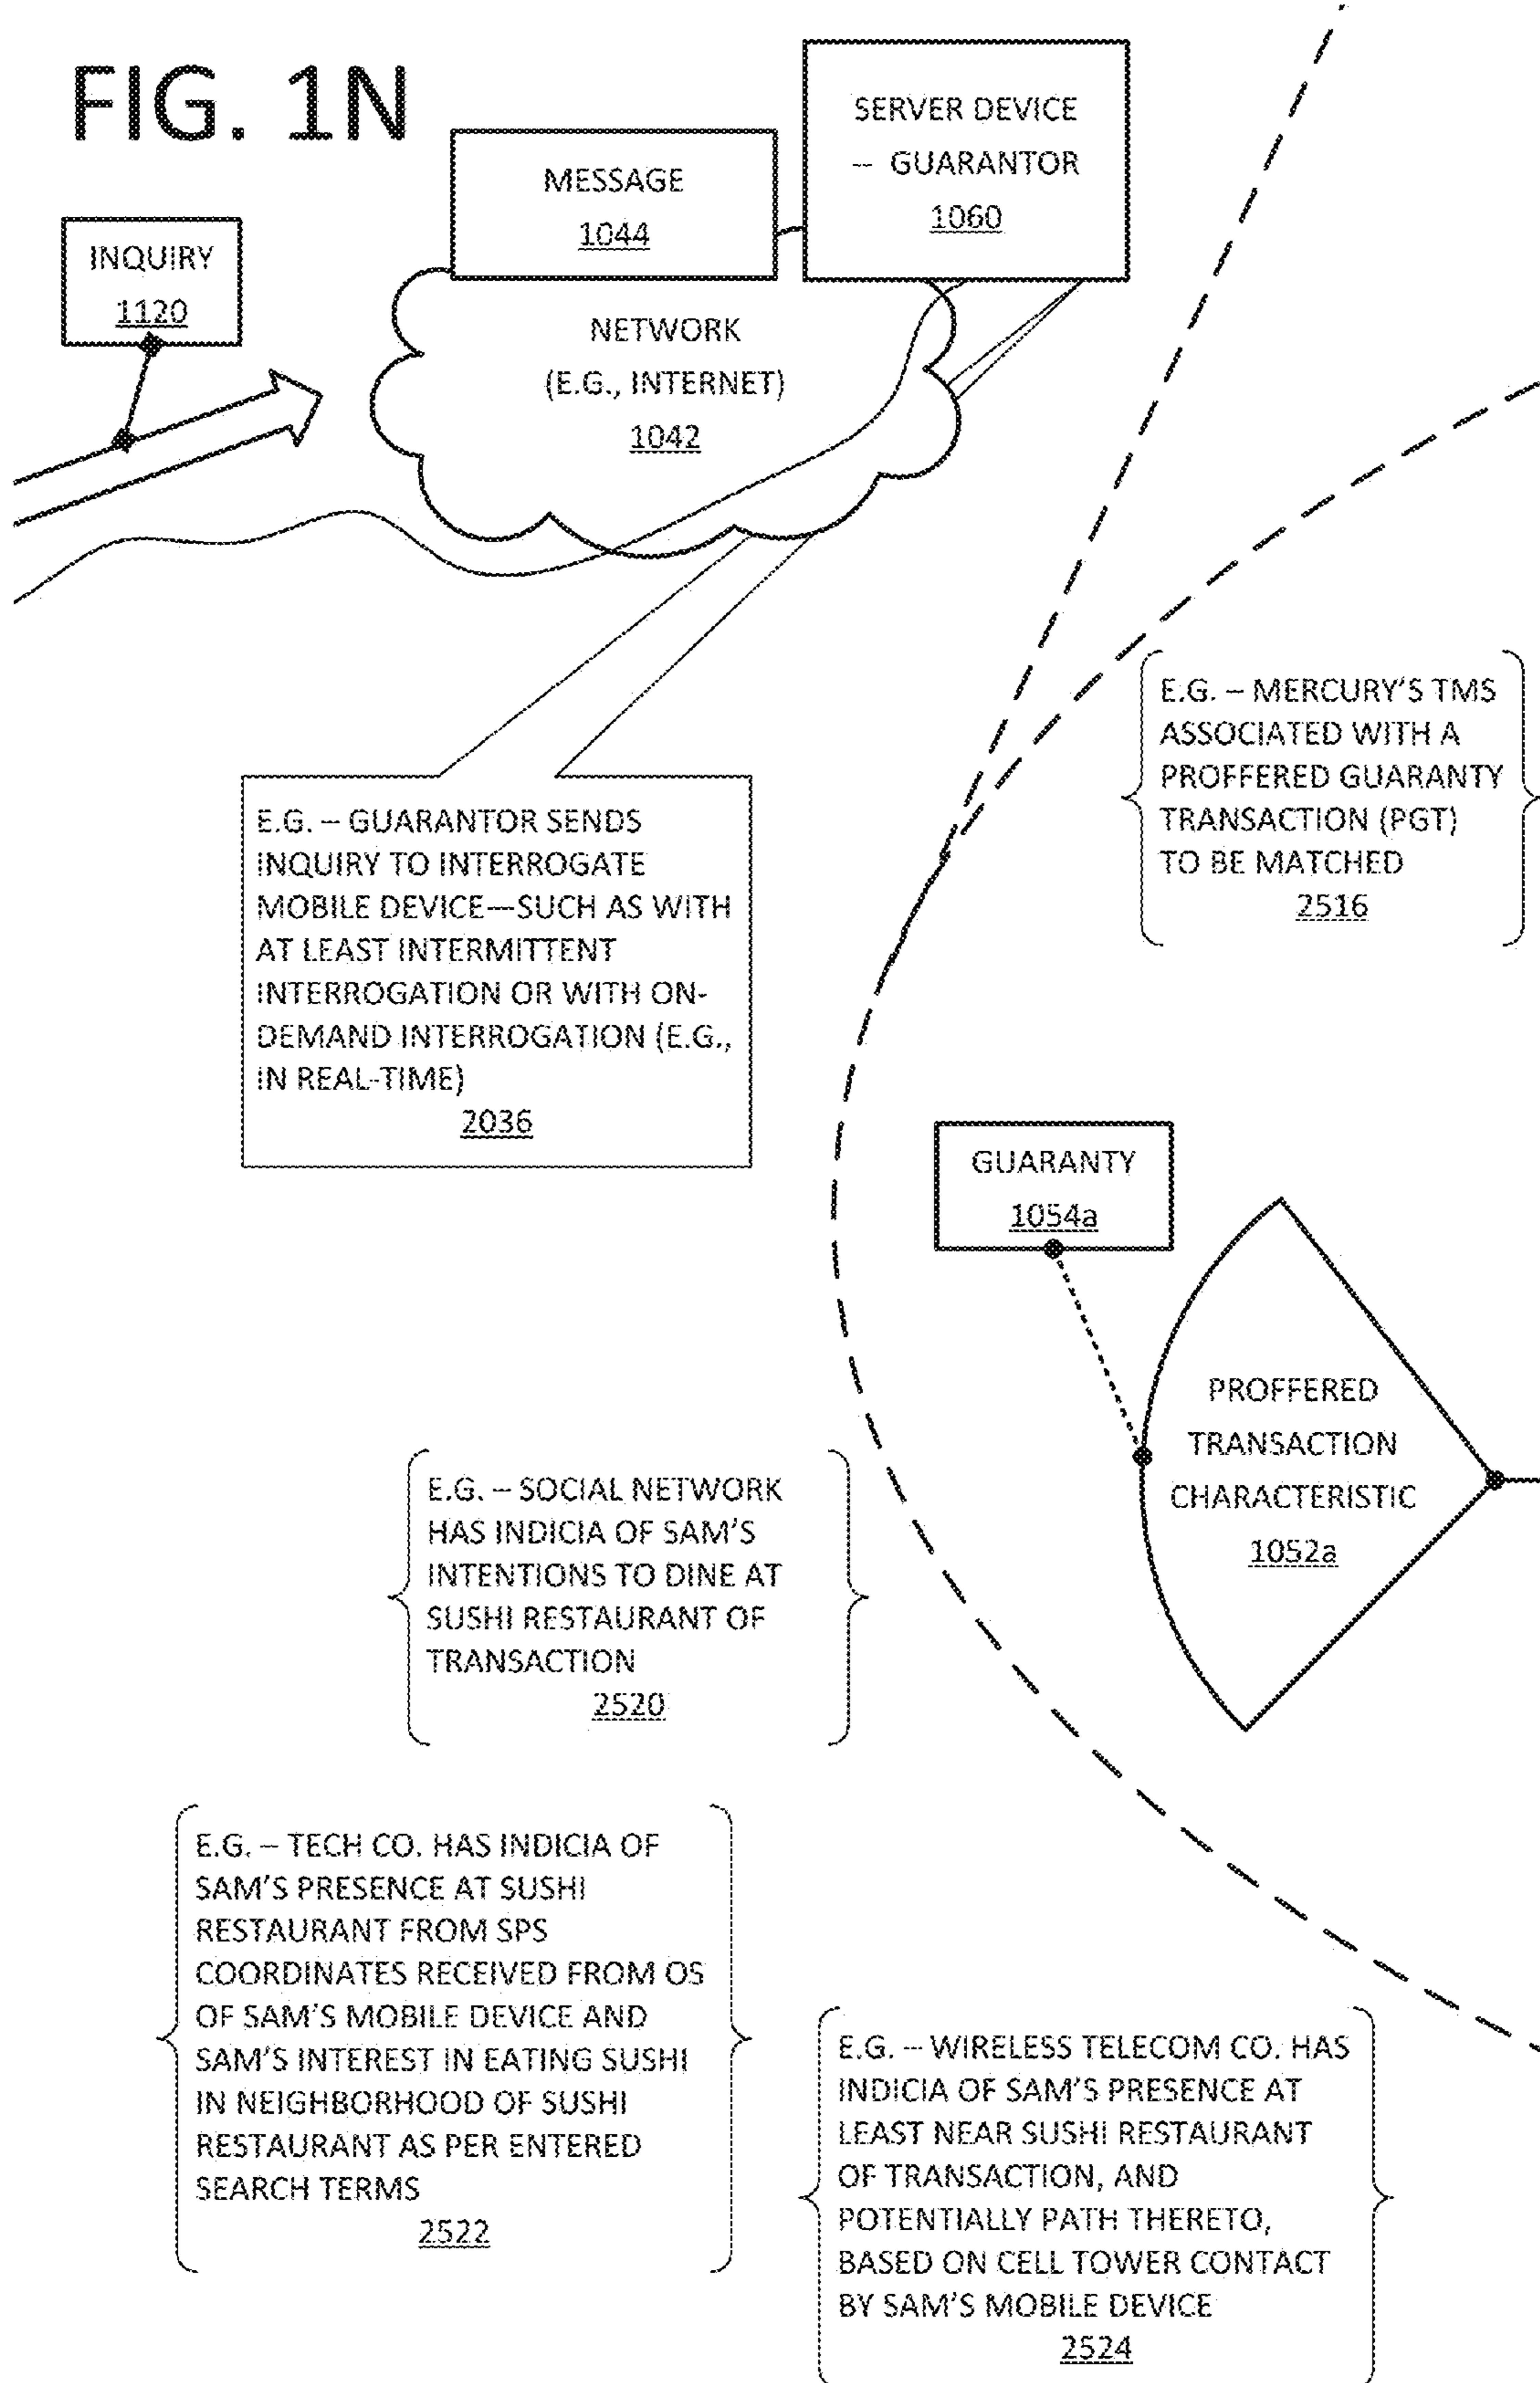 FIG. 1N
SERVER DEVICE
-- GUARANTOR
1060
MESSAGE
1044
INQUIRY
1120
NETWORK
(E.G., INTERNET)
1042
E.G. – MERCURY'S TMS
ASSOCIATED WITH A
PROFFERED GUARANTY
TRANSACTION (PGT)
TO BE MATCHED
2516
E.G. – GUARANTOR SENDS
INQUIRY TO INTERROGATE
MOBILE DEVICE—SUCH AS WITH
AT LEAST INTERMITTENT
INTERROGATION OR WITH ON-
DEMAND INTERROGATION (E.G.,
IN REAL-TIME)
2036
GUARANTY
1054a
PROFFERED
TRANSACTION
CHARACTERISTIC
1052a
E.G. – SOCIAL NETWORK
HAS INDICIA OF SAM'S
INTENTIONS TO DINE AT
SUSHI RESTAURANT OF
TRANSACTION
2520
E.G. – TECH CO. HAS INDICIA OF
SAM'S PRESENCE AT SUSHI
RESTAURANT FROM SPS
COORDINATES RECEIVED FROM OS
OF SAM'S MOBILE DEVICE AND
SAM'S INTEREST IN EATING SUSHI
IN NEIGHBORHOOD OF SUSHI
RESTAURANT AS PER ENTERED
SEARCH TERMS
2522
E.G. -- WIRELESS TELECOM CO. HAS
INDICIA OF SAM'S PRESENCE AT
LEAST NEAR SUSHI RESTAURANT
OF TRANSACTION, AND
POTENTIALLY PATH THERETO,
BASED ON CELL TOWER CONTACT
BY SAM'S MOBILE DEVICE
2524